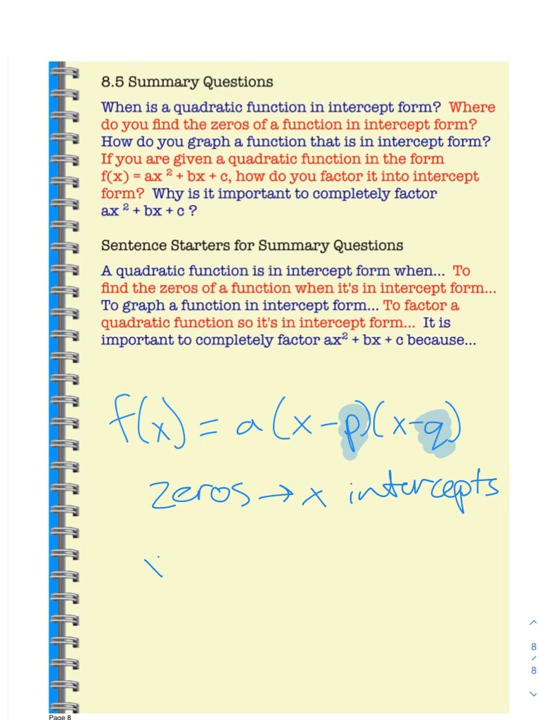 8.5 Summary Questions
When is a quadratic function in intercept form? Where
do you find the zeros of a function in intercept form?
How do you graph a function that is in intercept form?
If you are given a quadratic function in the form
f(x) = ax ² + bx + c, how do you factor it into intercept
form? Why is it important to completely factor
ax ² + bx + c ?
Sentence Starters for Summary Questions
A quadratic function is in intercept form when... To
find the zeros of a function when it's in intercept form...
To graph a function in intercept form... To factor a
quadratic function so it's in intercept form... It is
important to completely factor ax² + bx + c because...
f(x) = a(x-p)(x-q)
zeros → x intercepts
8
/
8
Page 8